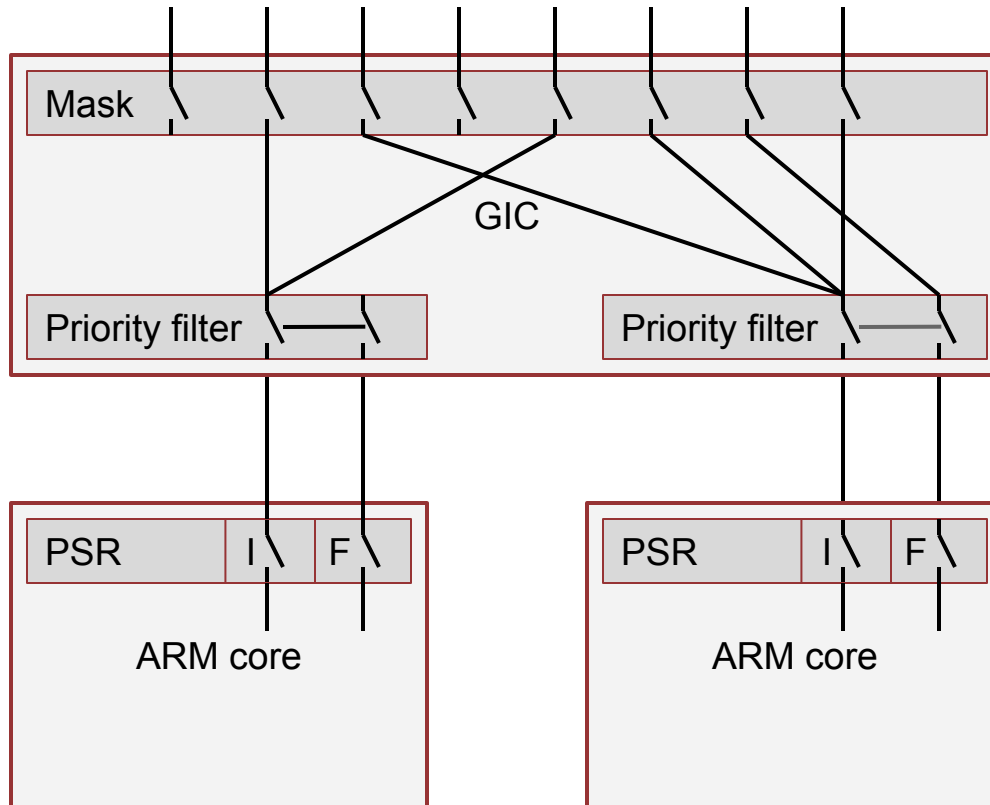 Mask
GIC
Priority filter
Priority filter
PSR
I
F
PSR
I
F
ARM core
ARM core